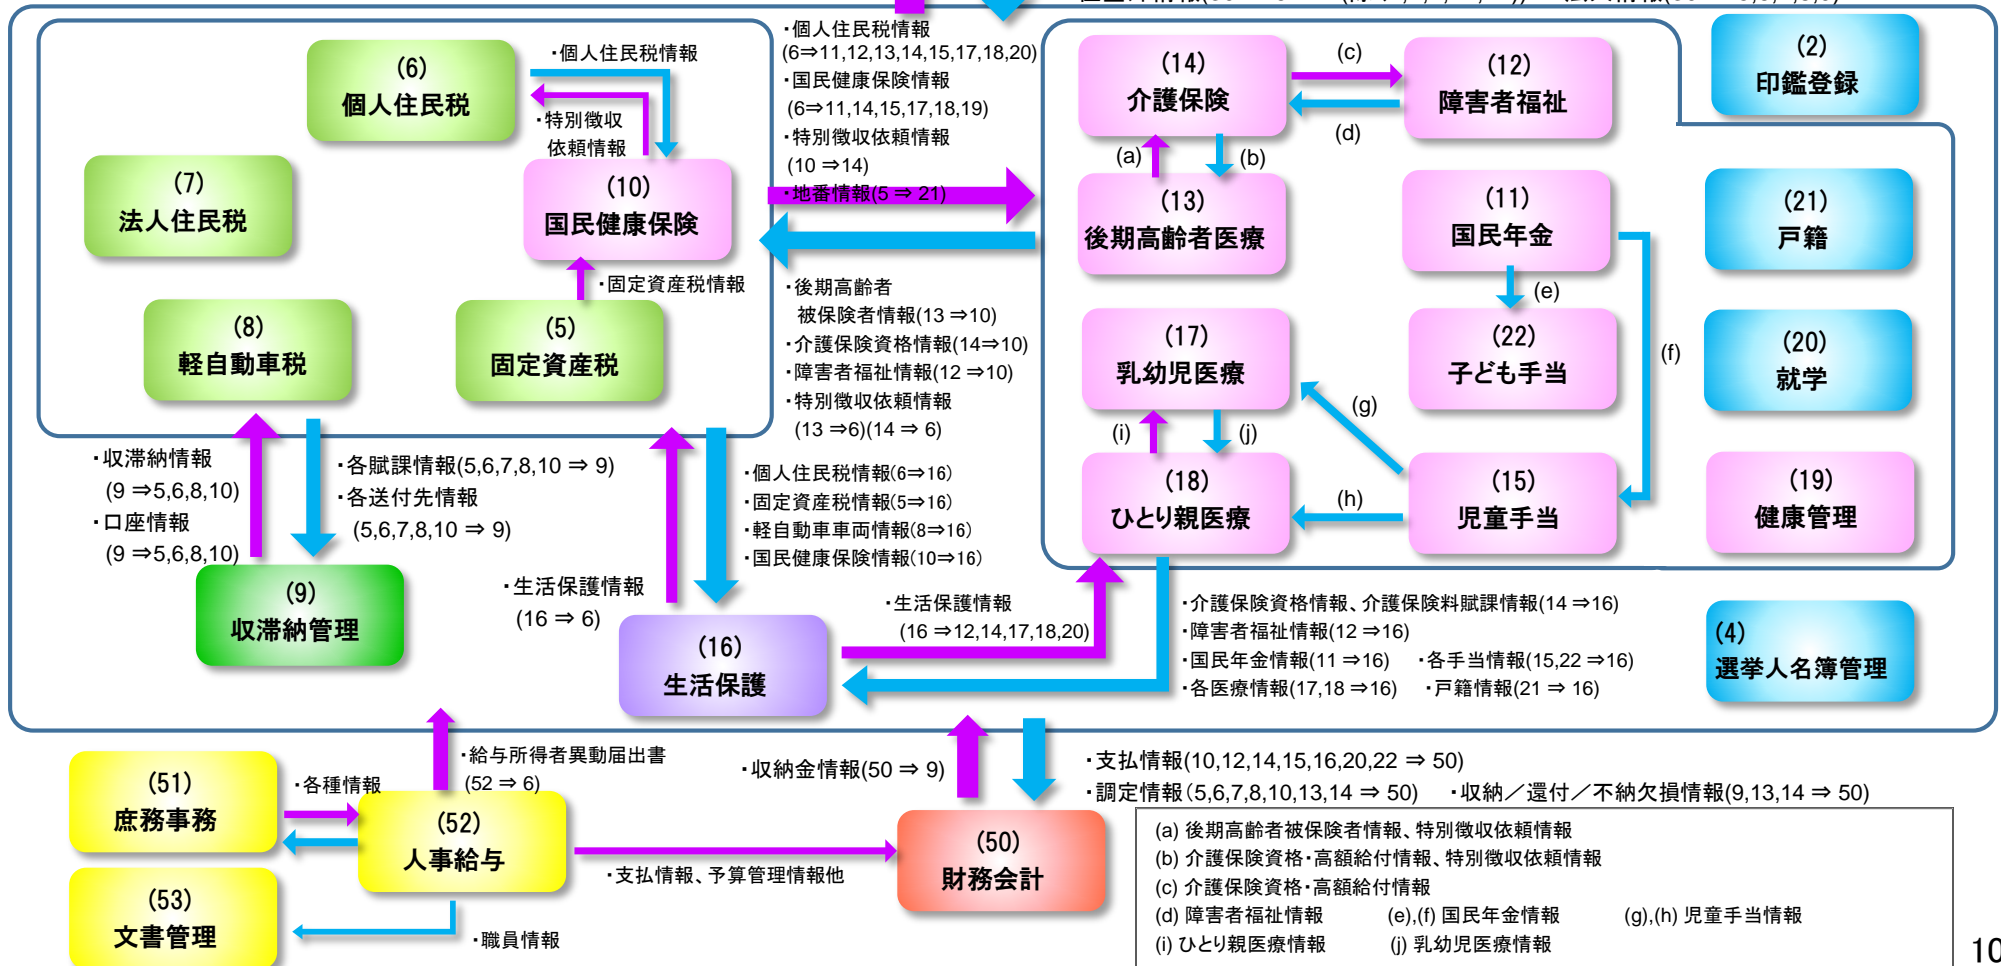 ・個人住民税情報
(6⇒11,12,13,14,15,17,18,20)
・国民健康保険情報
(6⇒11,14,15,17,18,19)
・特別徴収依頼情報
(10 ⇒14)
・地番情報(5 ⇒ 21)
(6)
個人住民税
・個人住民税情報
・特別徴収
依頼情報
(7)
法人住民税
(10)
国民健康保険
・固定資産税情報
(8)
軽自動車税
(5)
固定資産税
・後期高齢者
被保険者情報(13 ⇒10)
・介護保険資格情報(14⇒10)
・障害者福祉情報(12 ⇒10)
・特別徴収依頼情報
(13 ⇒6)(14 ⇒ 6)
(14)
介護保険
(c)
(d)
(12)
障害者福祉
(a)
(b)
(13)
後期高齢者医療
(11)
国民年金
(e)
(f)
(17)
乳幼児医療
(22)
子ども手当
(g)
(i)
(j)
(18)
ひとり親医療
(h)
(15)
児童手当
(2)
印鑑登録
(21)
戸籍
(20)
就学
(19)
健康管理
(4)
選挙人名簿管理
・収滞納情報
(9 ⇒5,6,8,10)
・口座情報
(9 ⇒5,6,8,10)
・各賦課情報(5,6,7,8,10 ⇒ 9)
・各送付先情報
(5,6,7,8,10 ⇒ 9)
(9)
収滞納管理
・生活保護情報
(16 ⇒ 6)
・個人住民税情報(6⇒16)
・固定資産税情報(5⇒16)
・軽自動車車両情報(8⇒16)
・国民健康保険情報(10⇒16)
(16)
生活保護
・生活保護情報
(16 ⇒12,14,17,18,20)
・介護保険資格情報、介護保険料賦課情報(14 ⇒16)
・障害者福祉情報(12 ⇒16)
・国民年金情報(11 ⇒16) ・各手当情報(15,22 ⇒16)
・各医療情報(17,18 ⇒16) ・戸籍情報(21 ⇒ 16)
(51)
庶務事務
・各種情報
・給与所得者異動届出書
(52 ⇒ 6)
(52)
人事給与
(53)
文書管理
・職員情報
・支払情報、予算管理情報他
・収納金情報(50 ⇒ 9)
(50)
財務会計
・支払情報(10,12,14,15,16,20,22 ⇒ 50)
・調定情報(5,6,7,8,10,13,14 ⇒ 50) ・収納／還付／不納欠損情報(9,13,14 ⇒ 50)
(a) 後期高齢者被保険者情報、特別徴収依頼情報
(b) 介護保険資格・高額給付情報、特別徴収依頼情報
(c) 介護保険資格・高額給付情報
(d) 障害者福祉情報 (e),(f) 国民年金情報 (g),(h) 児童手当情報
(i) ひとり親医療情報 (j) 乳幼児医療情報
10